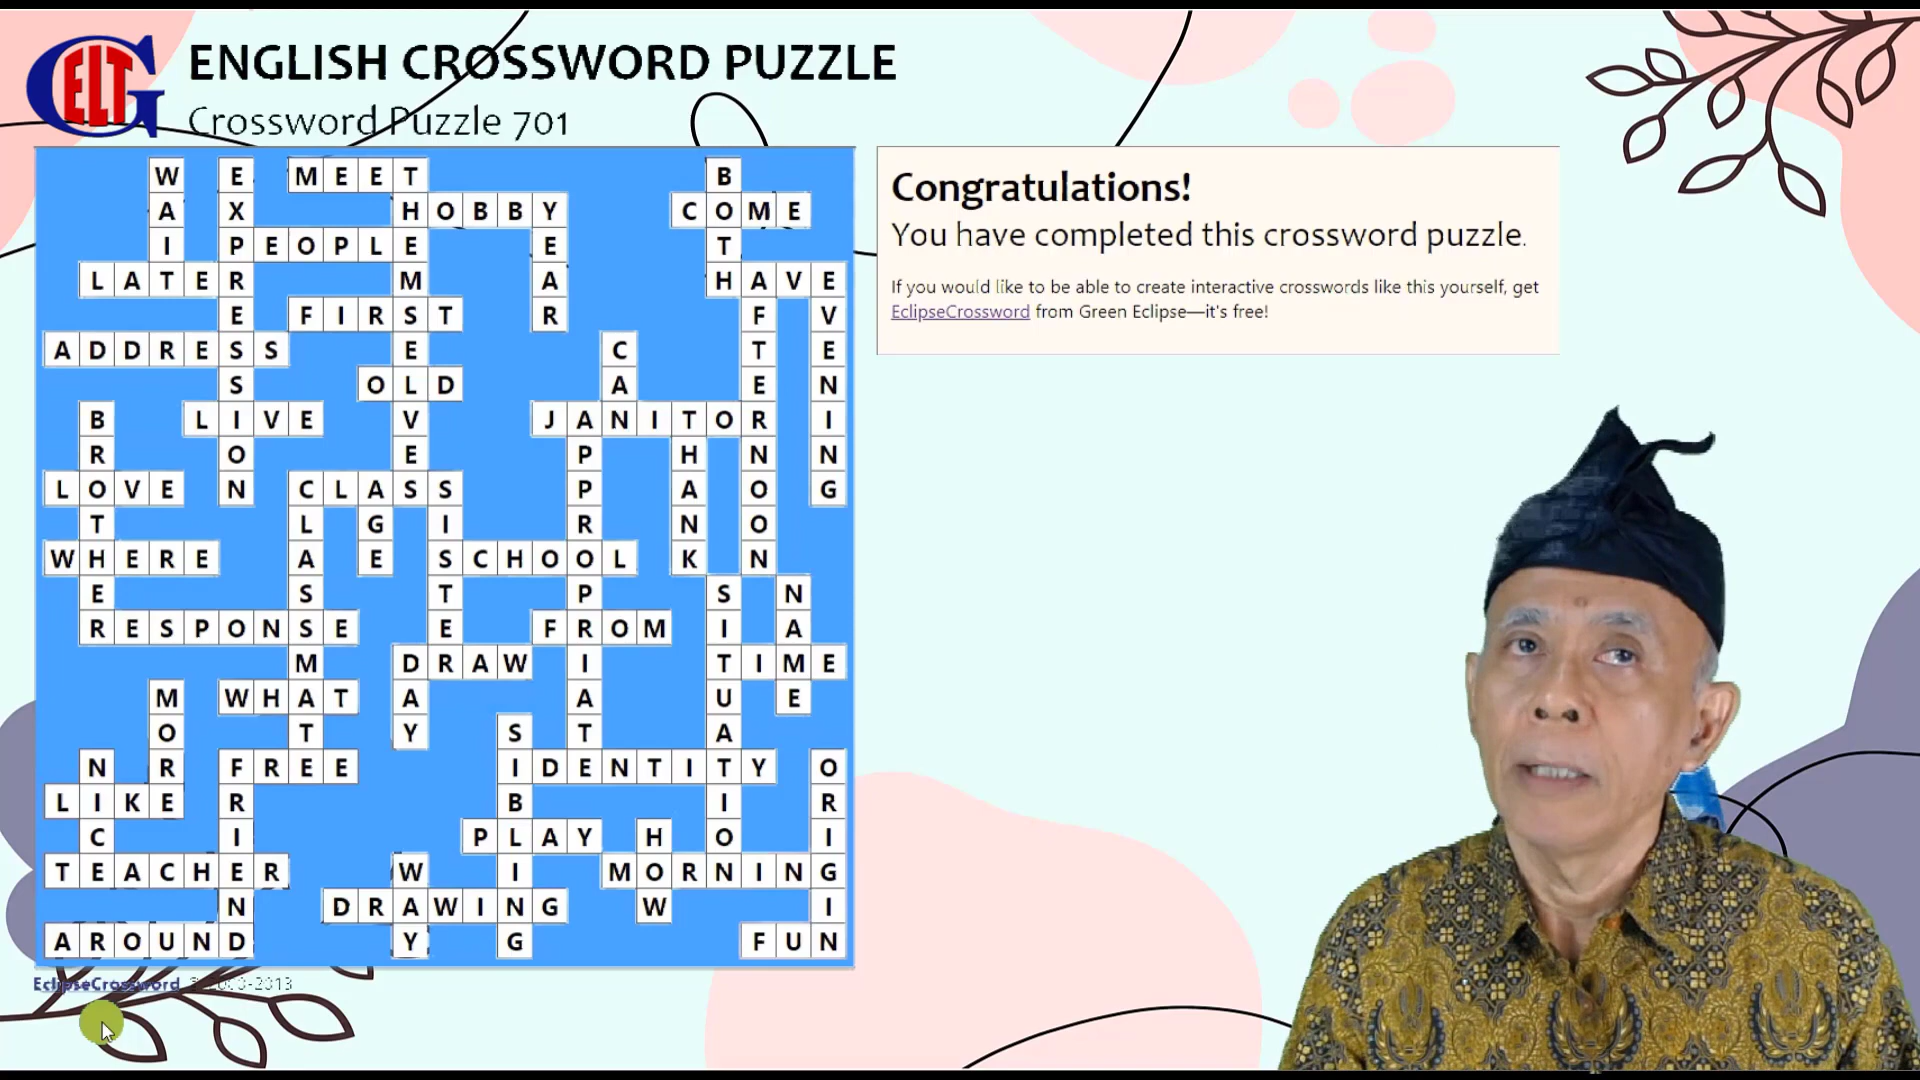 GELT
ENGLISH CROSSWORD PUZZLE
Crossword Puzzle 701
W E M E E T B
A X H O B B Y C O M E
I P E O P L E E T
L A T E R M A H A V E
E F I R S T R F V
A D D R E S S E C T E
S O L D A E N
B L I V E V J A N I T O R I
R O E P H N N
L O V E N C L A S S P A O G
T L G I R N O
W H E R E A E S C H O O L K N
E S T P S N
R E S P O N S E E F R O M I A
M D R A W I T I M E
M W H A T A A U E
O T Y S T A
N R F R E E I D E N T I T Y O
L I K E R B I R
C I P L A Y H O I
T E A C H E R W I M O R N I N G
N D R A W I N G W I
A R O U N D Y G F U N
EclipseCrossword
Congratulations!
You have completed this crossword puzzle.
If you would like to be able to create interactive crosswords like this yourself, get
EclipseCrossword from Green Eclipse—it's free!